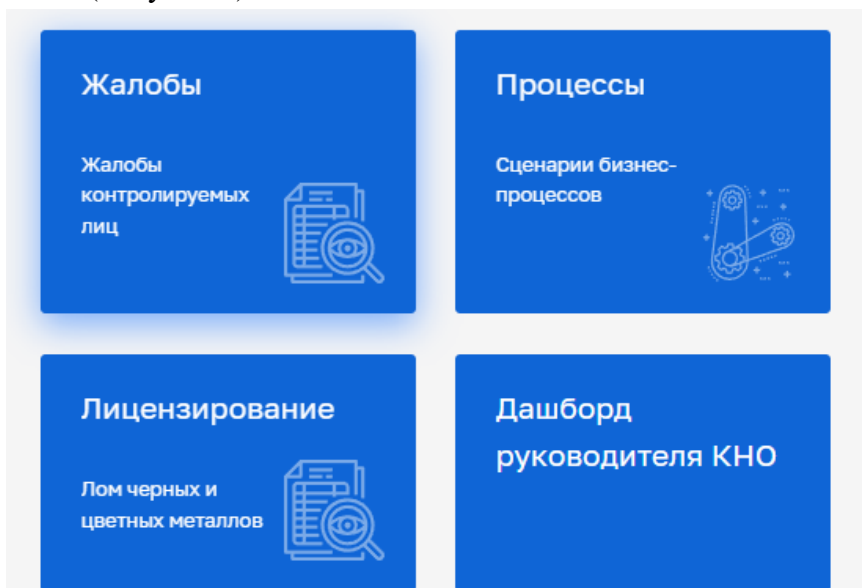 Жалобы
Жалобы
контролируемых
лиц
Процессы
Сценарии бизнес-
процессов
Лицензирование
Лом черных и
цветных металлов
Дашборд
руководителя КНО